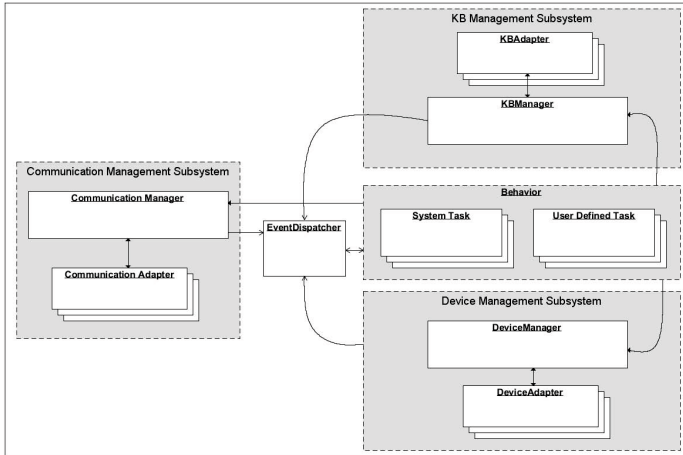 KB Management Subsystem
KBAdapter
KBManager
Communication Management Subsystem
Communication Manager
Communication Adapter
EventDispatcher
Behavior
System Task
User Defined Task
Device Management Subsystem
DeviceManager
DeviceAdapter